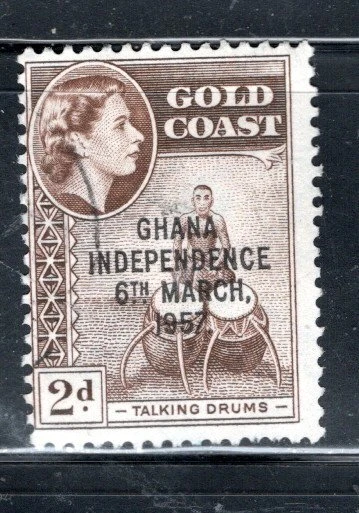 GOLD
COAST
GHANA
INDEPENDENCE
6TH MARCH,
1957
2d.
— TALKING DRUMS —